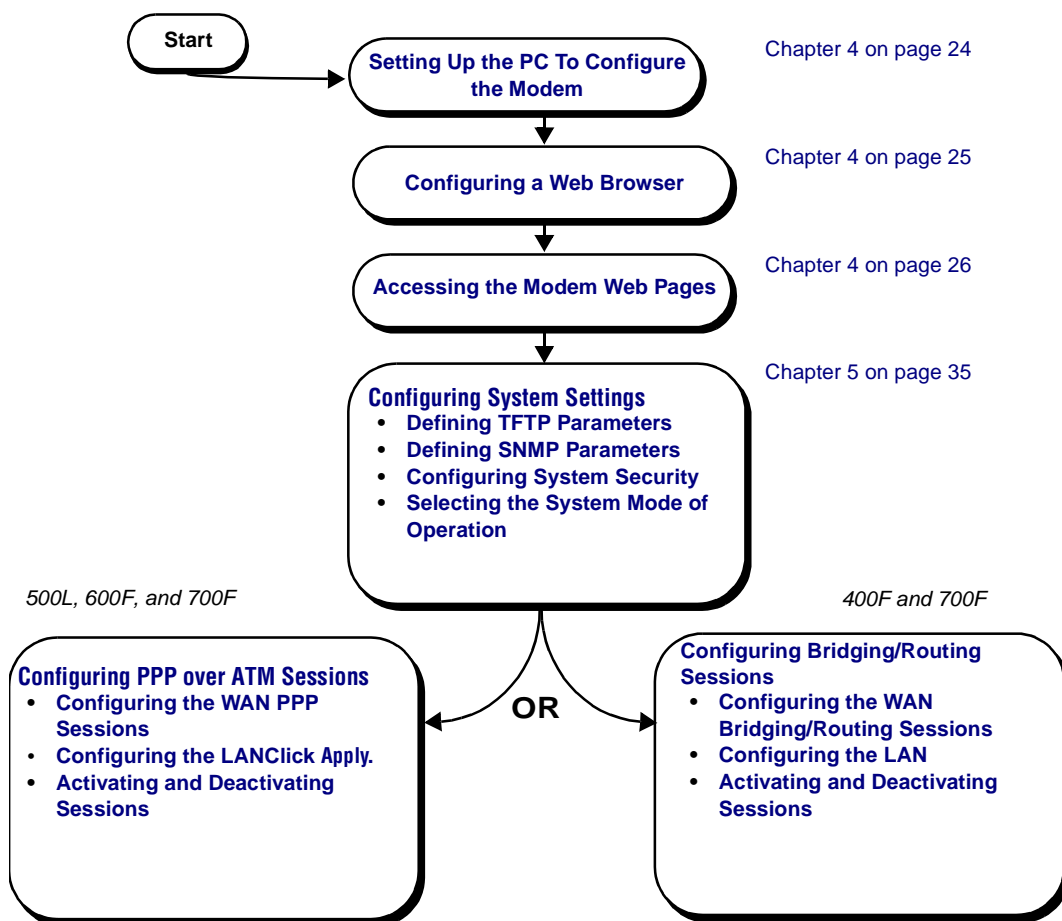 Start
Setting Up the PC To Configure
the Modem
Chapter 4 on page 24
Configuring a Web Browser
Chapter 4 on page 25
Accessing the Modem Web Pages
Chapter 4 on page 26
Chapter 5 on page 35
Configuring System Settings
• Defining TFTP Parameters
• Defining SNMP Parameters
• Configuring System Security
• Selecting the System Mode of
Operation
500L, 600F, and 700F
Configuring PPP over ATM Sessions
• Configuring the WAN PPP
Sessions
• Configuring the LANClick Apply.
• Activating and Deactivating
Sessions
OR
400F and 700F
Configuring Bridging/Routing
Sessions
• Configuring the WAN
Bridging/Routing Sessions
• Configuring the LAN
• Activating and Deactivating
Sessions